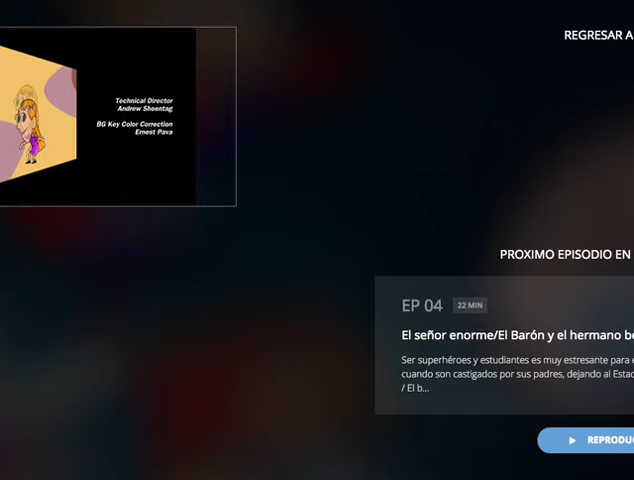 REGRESAR A
Technical Director
Andrew Shoentag
BG Key Color Correction
Ernest Pava
PROXIMO EPISODIO EN
EP 04 22 MIN
El señor enorme/El Barón y el hermano
Ser superhéroes y estudiantes es muy estresante para
cuando son castigados por sus padres, dejando al
/ El b...